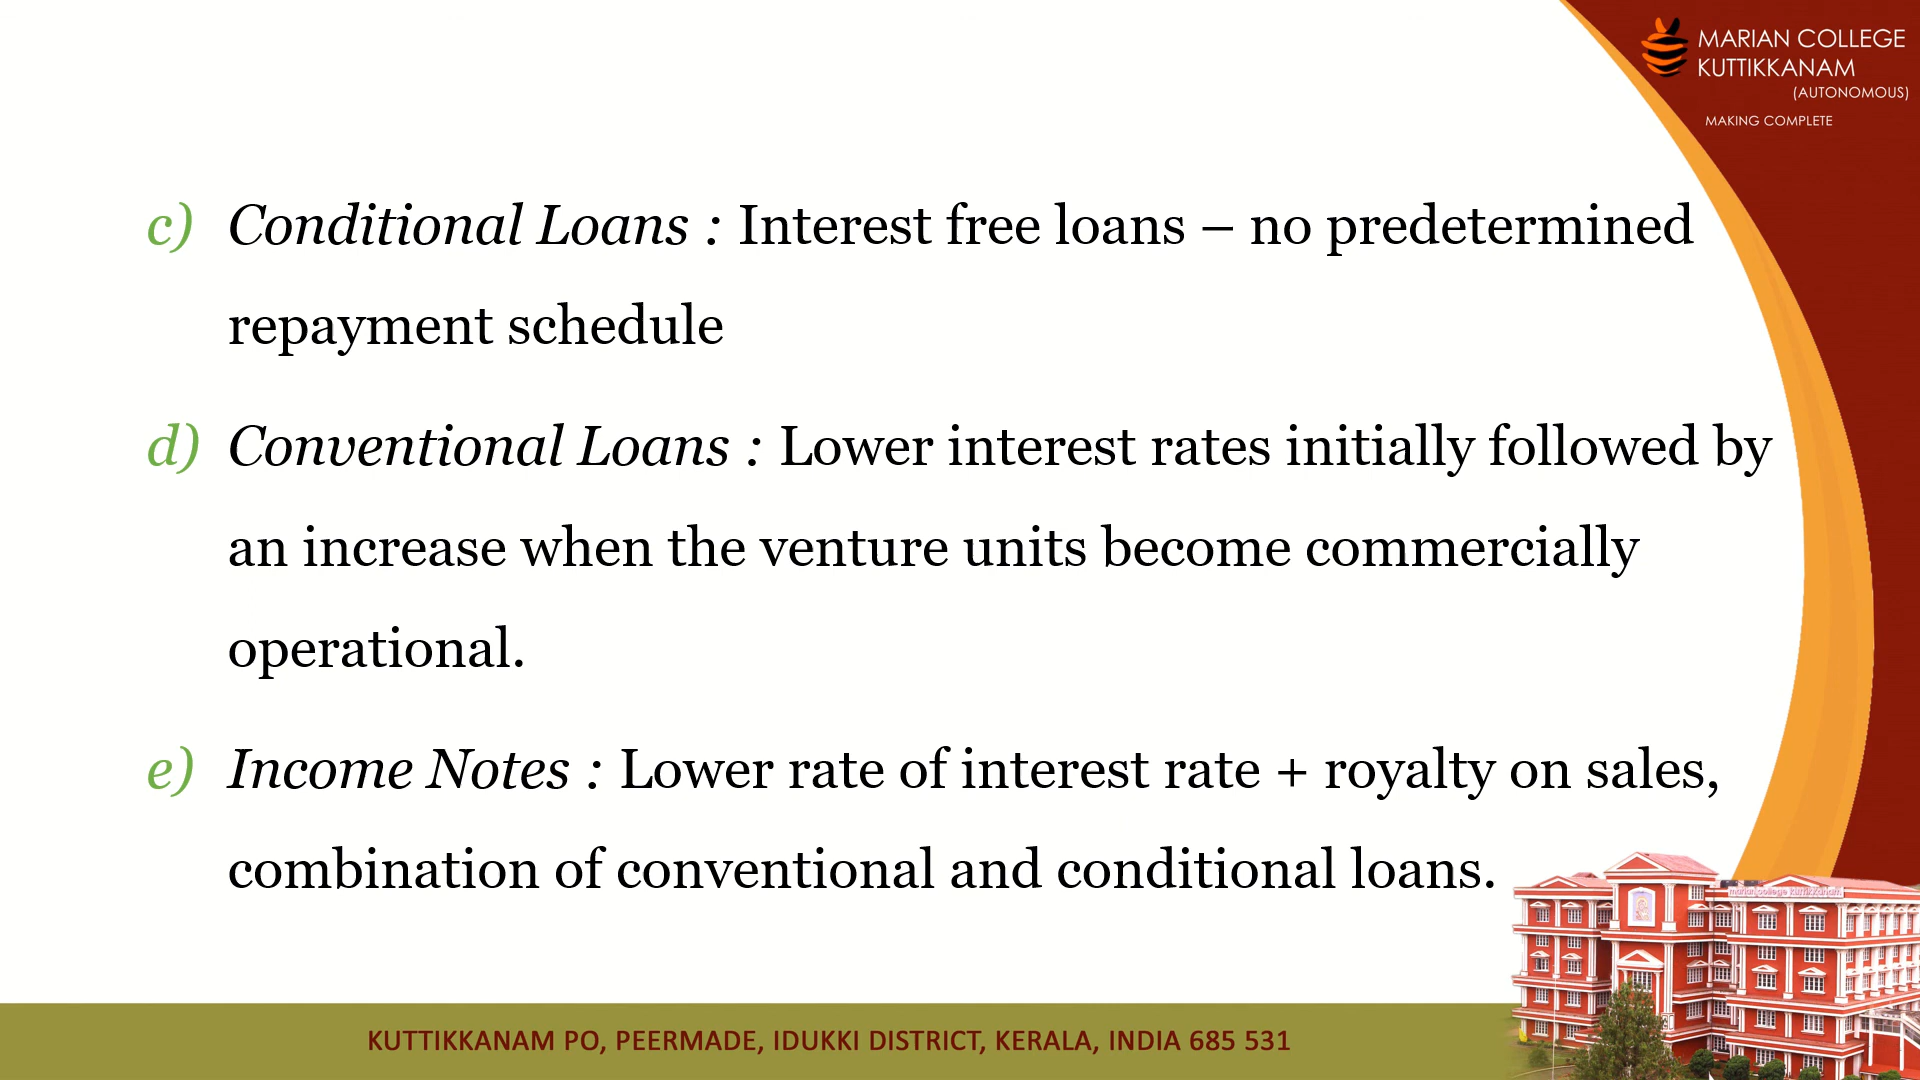 MARIAN COLLEGE
KUTTIKKANAM
(AUTONOMOUS)
MAKING COMPLETE
c) Conditional Loans : Interest free loans – no predetermined
repayment schedule
d) Conventional Loans : Lower interest rates initially followed by
an increase when the venture units become commercially
operational.
e) Income Notes : Lower rate of interest rate + royalty on sales,
combination of conventional and conditional loans.
marian college kuttikkanam
KUTTIKKANAM PO, PEERMADE, IDUKKI DISTRICT, KERALA, INDIA 685 531